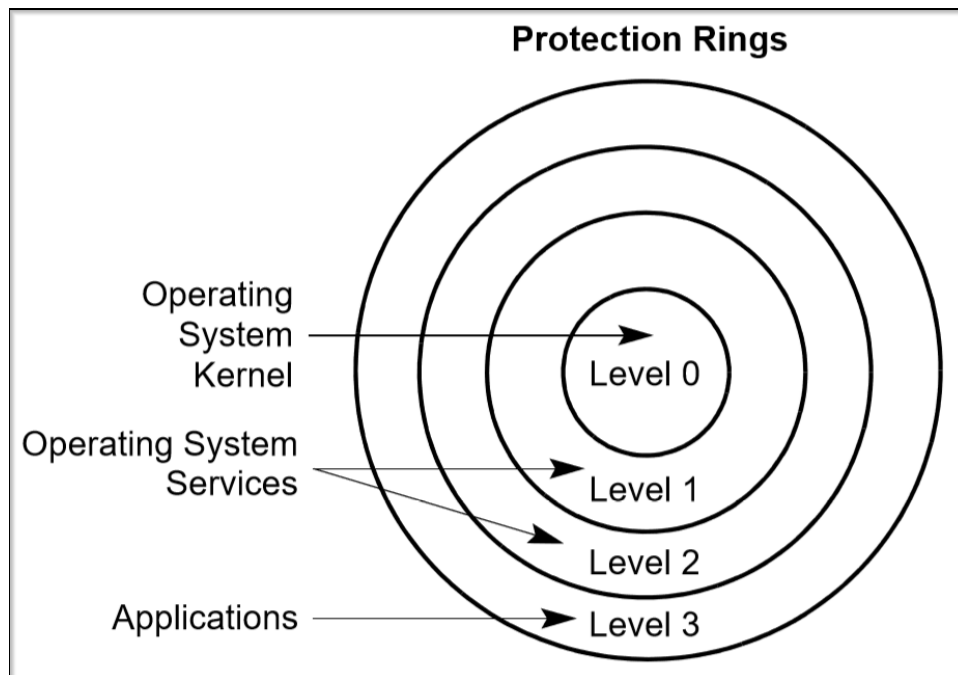 Protection Rings
Operating
System
Kernel
Level 0
Operating System
Services
Level 1
Level 2
Applications
Level 3